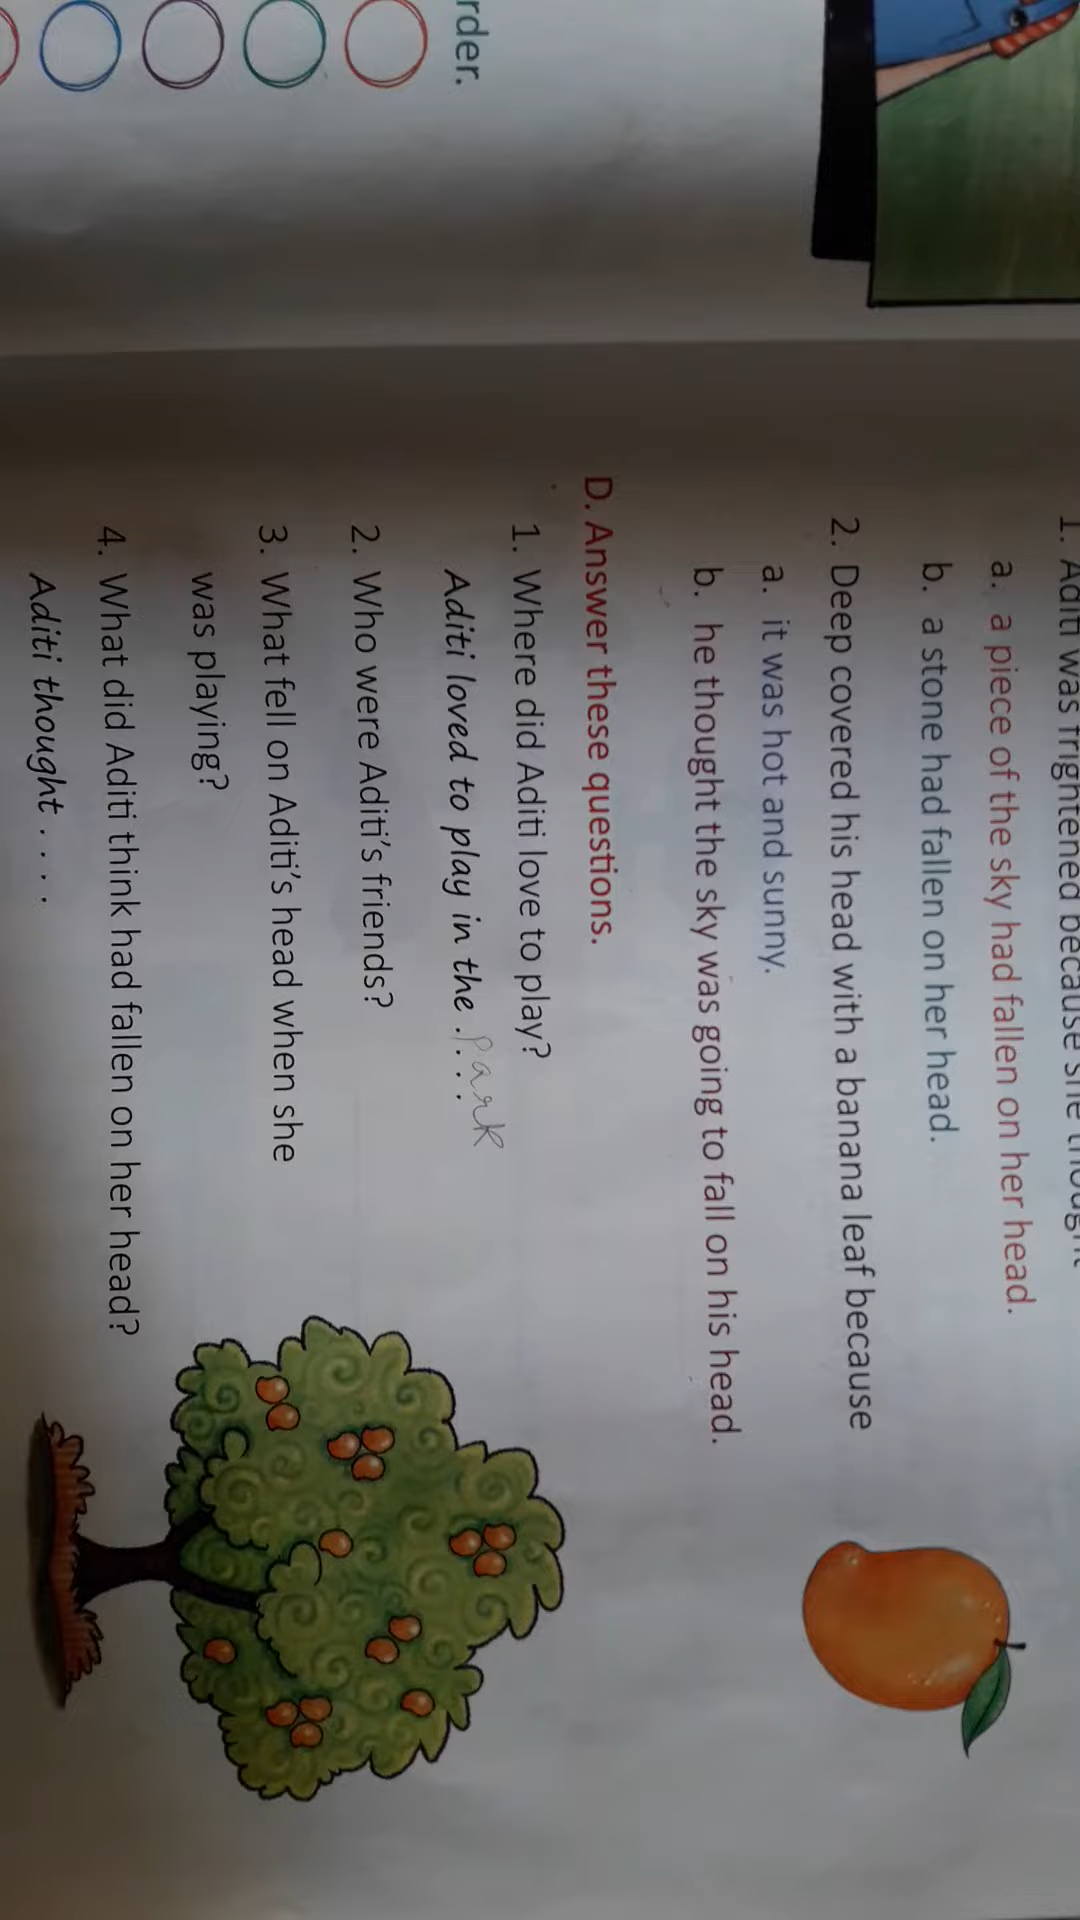 rder.
1. Aditi was frightened because she thought
a. a piece of the sky had fallen on her head.
b. a stone had fallen on her head.
2. Deep covered his head with a banana leaf because
a. it was hot and sunny.
b. he thought the sky was going to fall on his head.
D. Answer these questions.
1. Where did Aditi love to play?
Aditi loved to play in the .... Park
2. Who were Aditi's friends?
3. What fell on Aditi's head when she
was playing?
4. What did Aditi think had fallen on her head?
Aditi thought ....